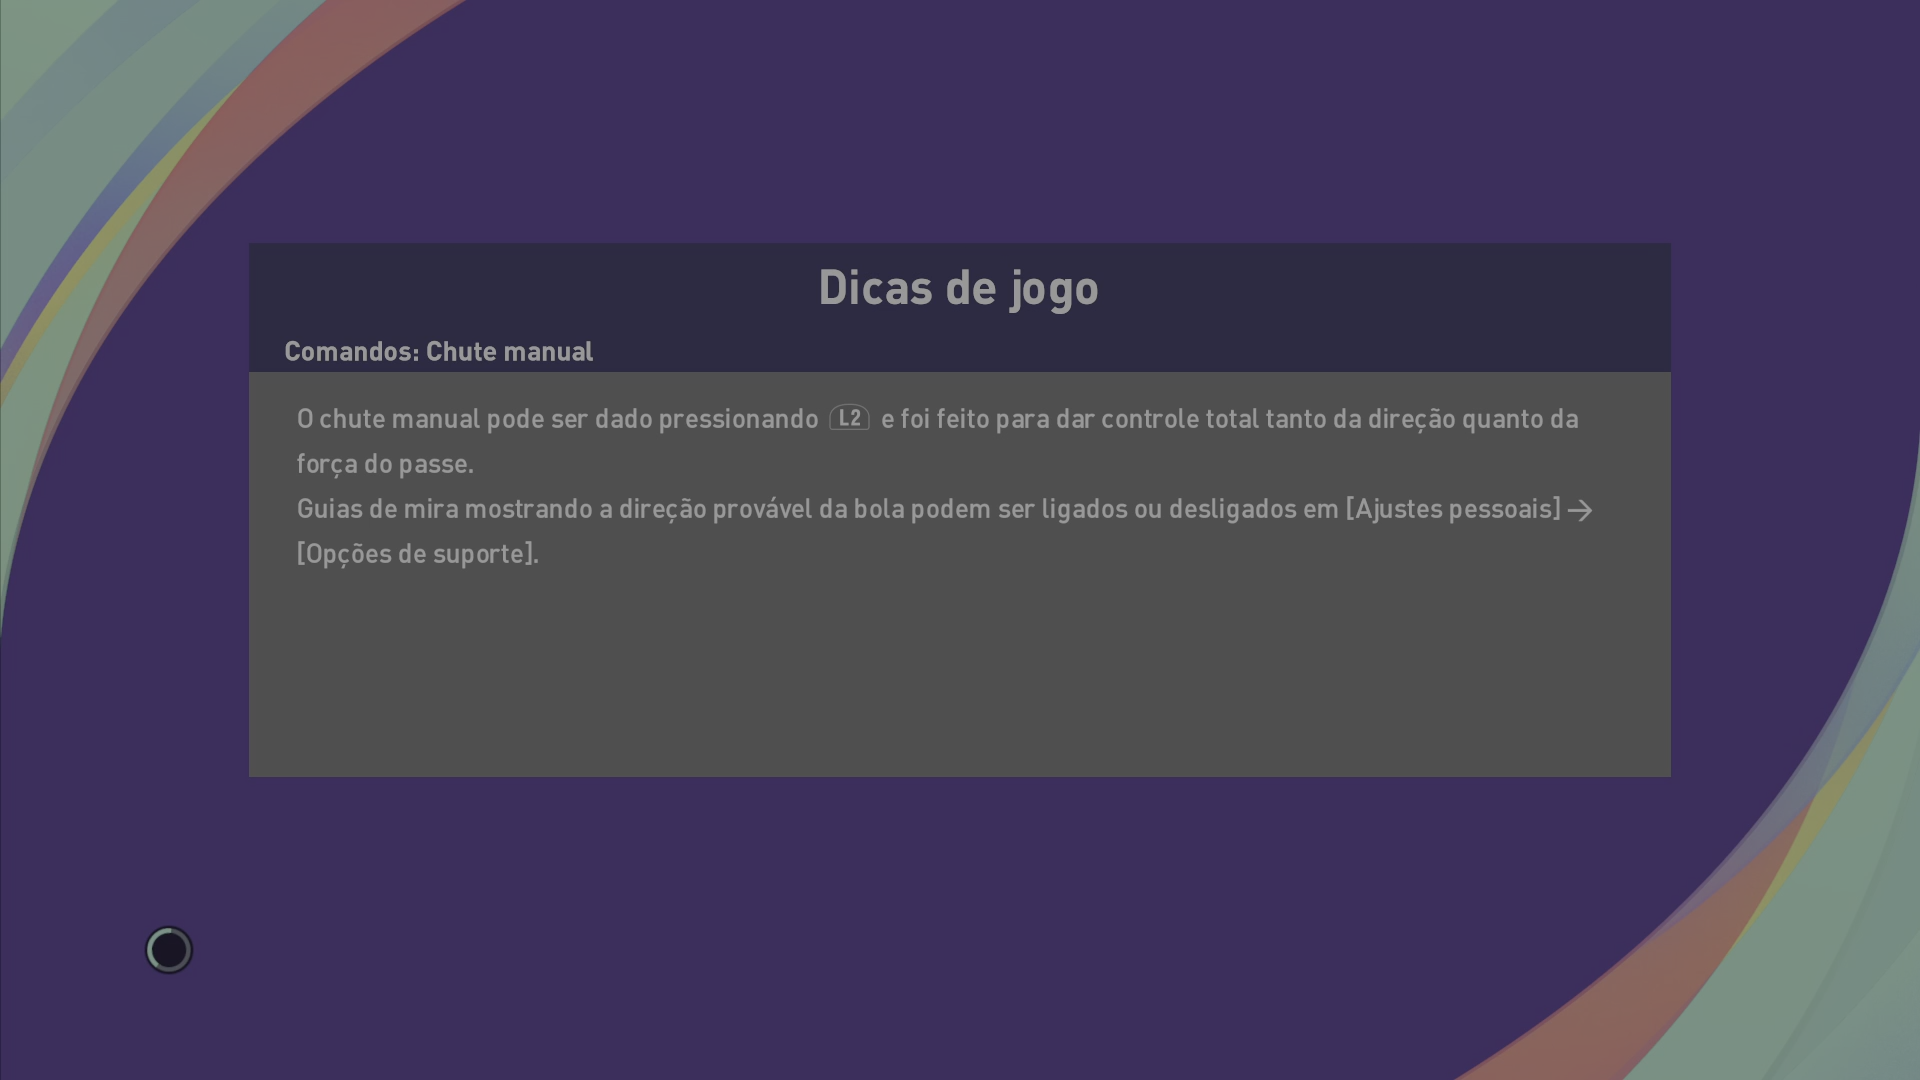 Dicas de jogo
Comandos: Chute manual
O chute manual pode ser dado pressionando L2 e foi feito para dar controle total tanto da direção quanto da
força do passe.
Guias de mira mostrando a direção provável da bola podem ser ligados ou desligados em [Ajustes pessoais] →
[Opções de suporte].